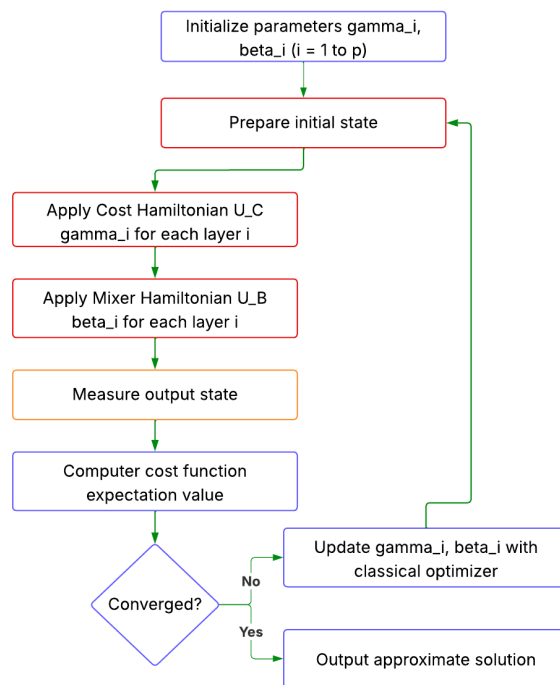 Initialize parameters gamma_i,
beta_i (i = 1 to p)
Prepare initial state
Apply Cost Hamiltonian U_C
gamma_i for each layer i
Apply Mixer Hamiltonian U_B
beta_i for each layer i
Measure output state
Computer cost function
expectation value
Converged?
No
Update gamma_i, beta_i with
classical optimizer
Yes
Output approximate solution